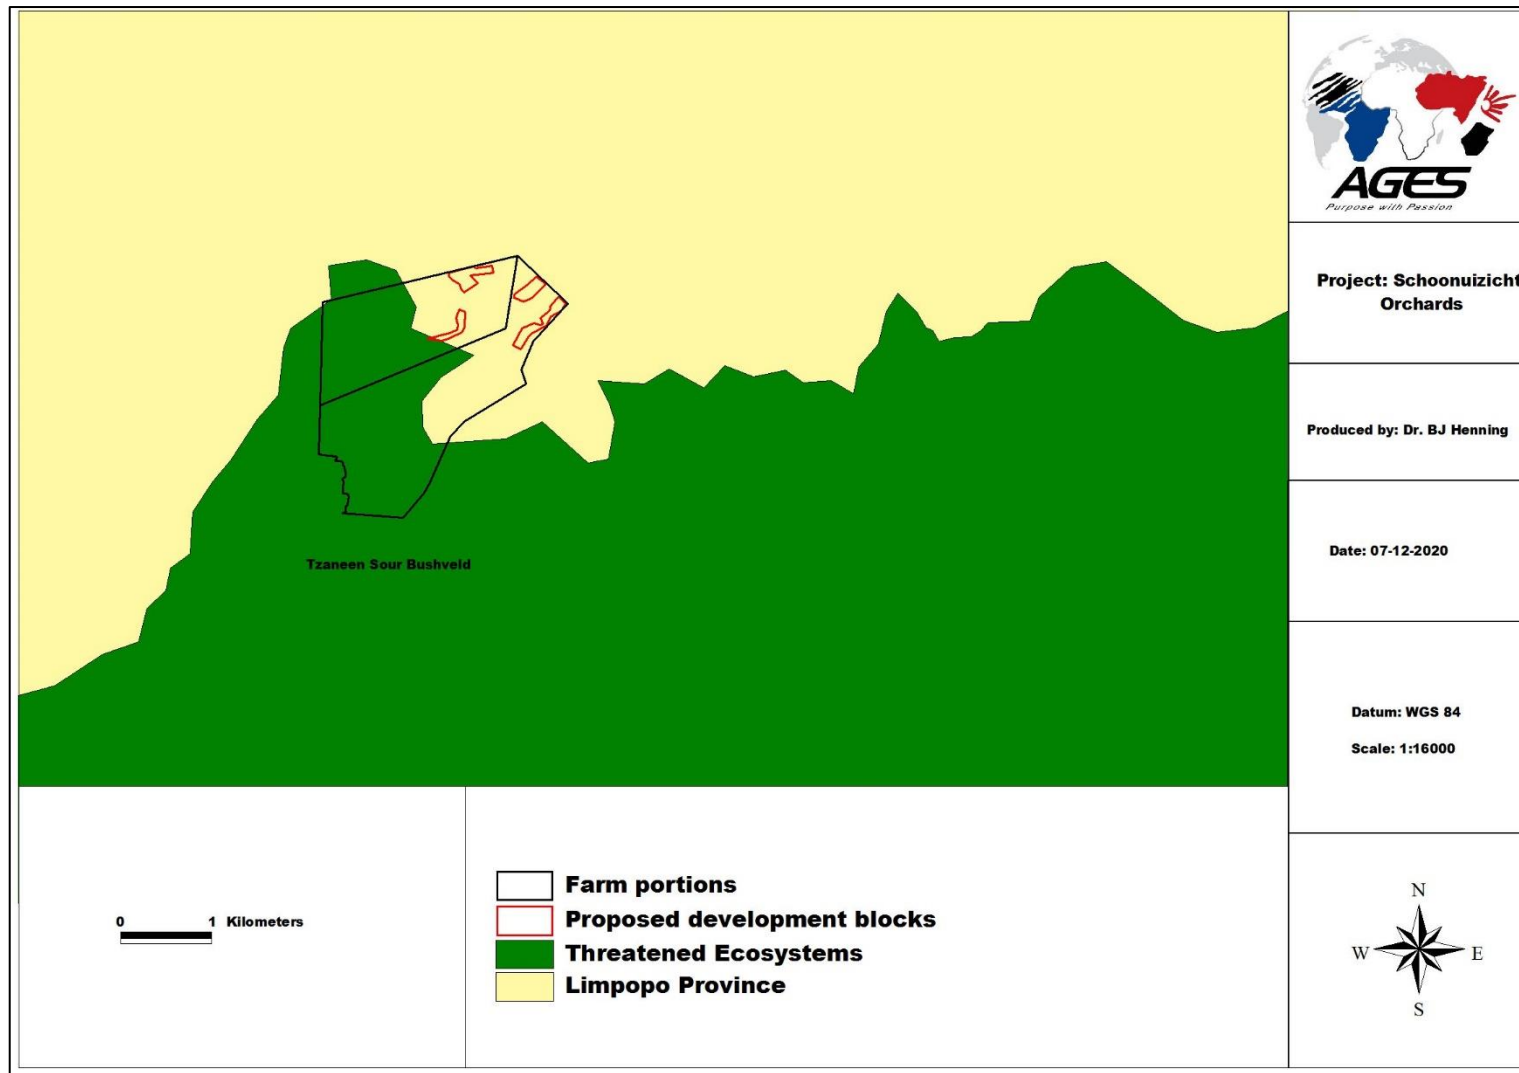 AGES
Purpose with Passion
Project: Schoonuizicht
Orchards
Produced by: Dr. BJ Henning
Date: 07-12-2020
Datum: WGS 84
Scale: 1:16000
Tzaneen Sour Bushveld
0 1 Kilometers
Farm portions
Proposed development blocks
Threatened Ecosystems
Limpopo Province
N
W E
S